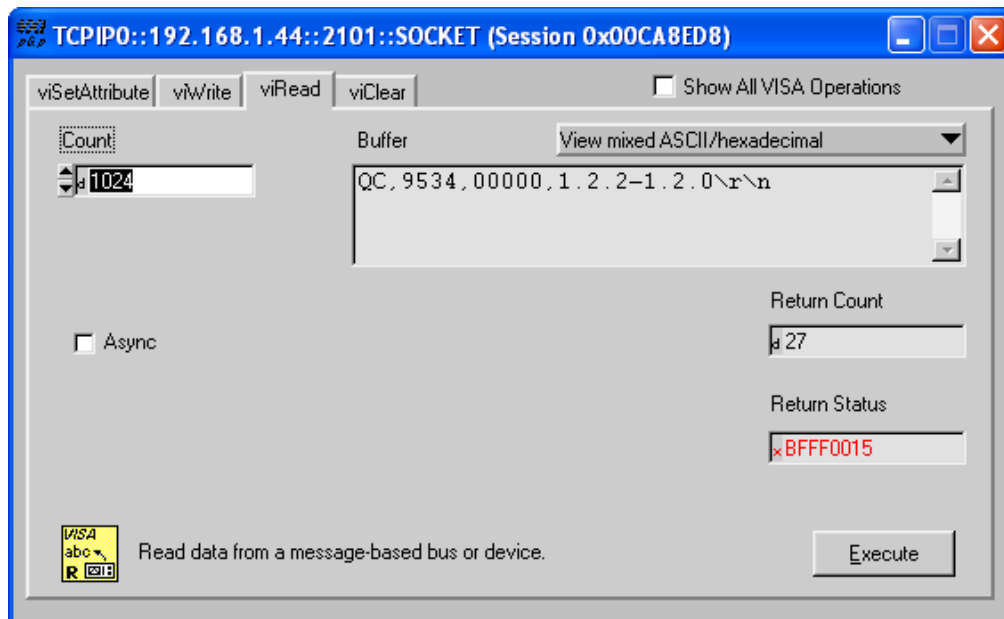 TCPIP0::192.168.1.44::2101::SOCKET (Session 0x00CA8ED8)
viSetAttribute viWrite viRead viClear Show All VISA Operations
Count Buffer View mixed ASCII/hexadecimal
d 1024 QC,9534,00000,1.2.2-1.2.0\r\n
Return Count
Async d 27
Return Status
x BFFF0015
VISA
abc
R
Read data from a message-based bus or device. Execute